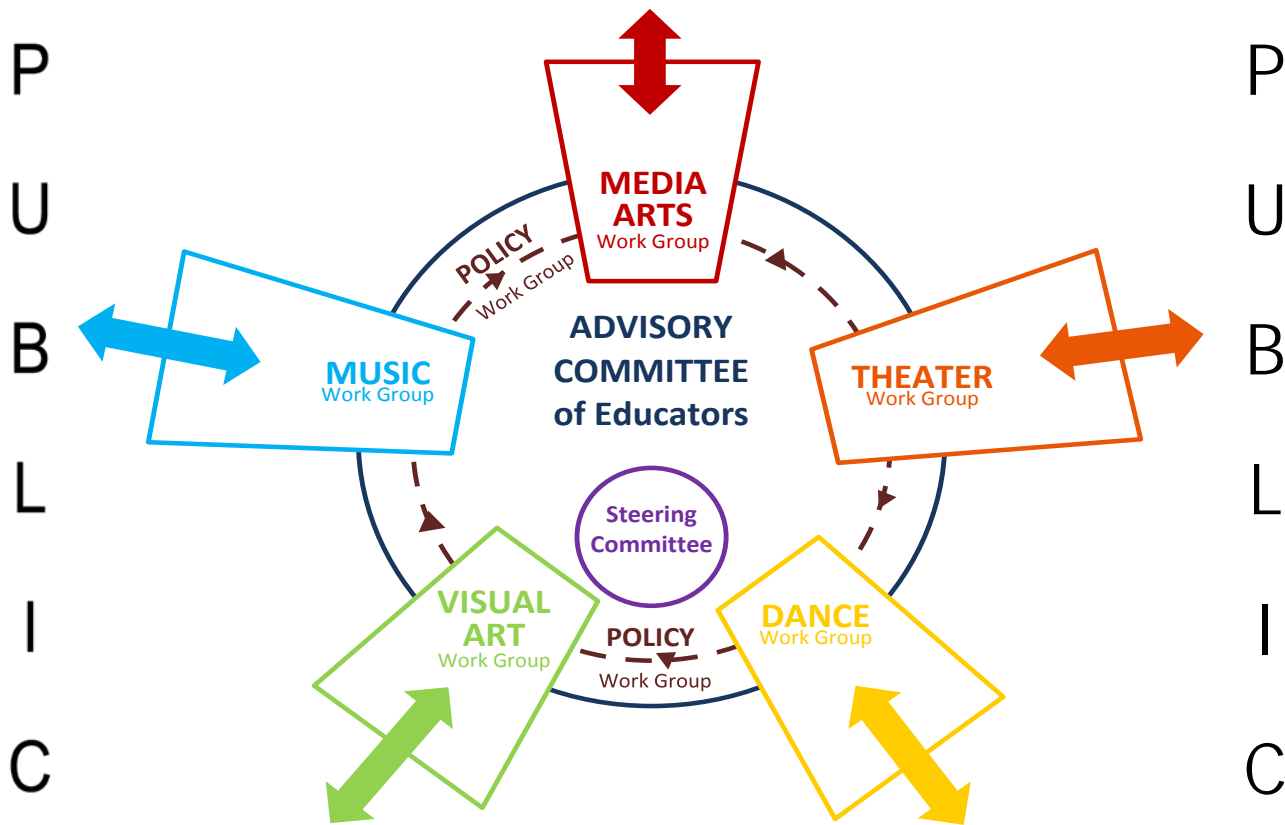 P
U
B
L
I
C
MEDIA
ARTS
Work Group
POLICY
Work Group
ADVISORY
COMMITTEE
of Educators
MUSIC
Work Group
THEATER
Work Group
Steering
Committee
VISUAL
ART
Work Group
POLICY
Work Group
DANCE
Work Group
P
U
B
L
I
C